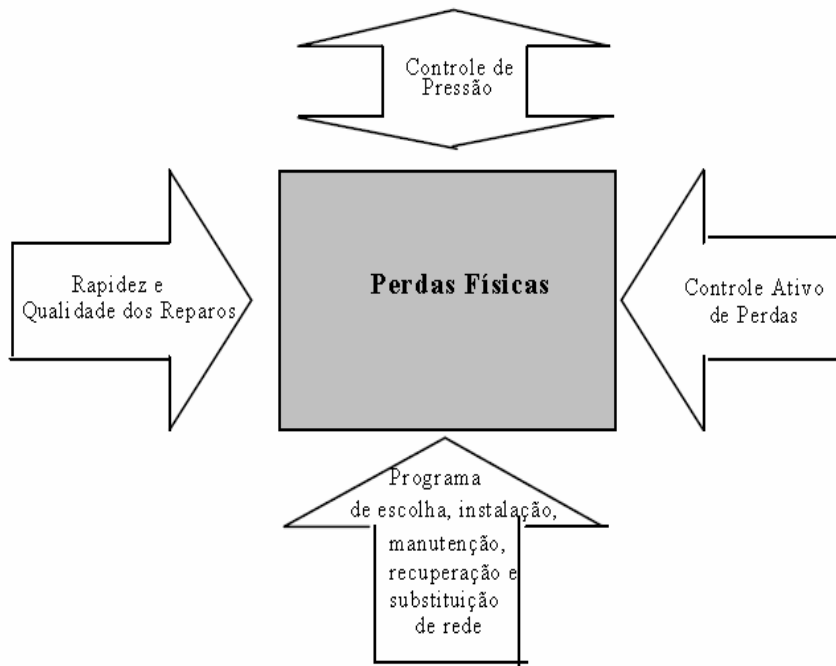 Controle de
Pressão
Rapidez e
Qualidade dos Reparos
Perdas Físicas
Controle Ativo
de Perdas
Programa
de escolha, instalação,
manutenção,
recuperação e
substituição
de rede